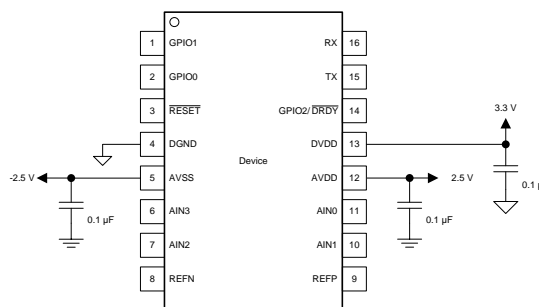 1 GPIO1 RX 16
2 GPIO0 TX 15
3 RESET GPIO2/DRDY 14
3.3 V
4 DGND DVDD 13
Device
0.1
-2.5 V 5 AVSS AVDD 12 2.5 V
6 AIN3 AIN0 11
0.1 µF 0.1 µF
7 AIN2 AIN1 10
8 REFN REFP 9